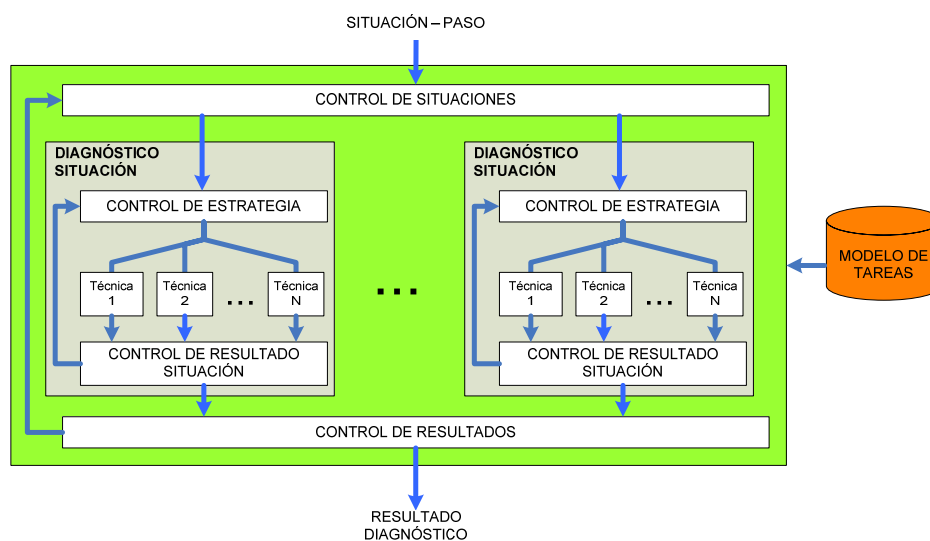 SITUACIÓN – PASO
CONTROL DE SITUACIONES
DIAGNÓSTICO
SITUACIÓN
CONTROL DE ESTRATEGIA
Técnica
1
Técnica
2
...
Técnica
N
CONTROL DE RESULTADO
SITUACIÓN
...
DIAGNÓSTICO
SITUACIÓN
CONTROL DE ESTRATEGIA
Técnica
1
Técnica
2
...
Técnica
N
CONTROL DE RESULTADO
SITUACIÓN
MODELO DE
TAREAS
CONTROL DE RESULTADOS
RESULTADO
DIAGNÓSTICO